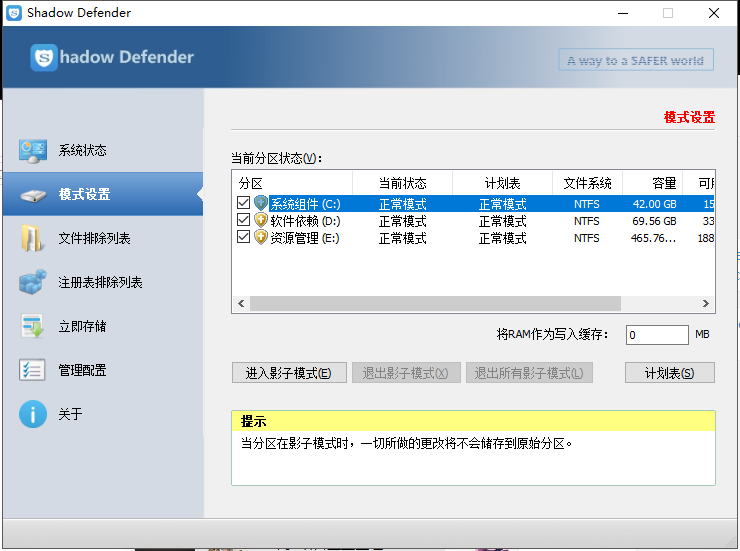 Shadow Defender
Shadow Defender
A way to a SAFER world
系统状态
模式设置
文件排除列表
注册表排除列表
立即存储
管理配置
关于
模式设置
当前分区状态(V):
分区 当前状态 计划表 文件系统 容量
系统组件 (C:) 正常模式 正常模式 NTFS 42.00 GB 15
软件依赖 (D:) 正常模式 正常模式 NTFS 69.56 GB 33
资源管理 (E:) 正常模式 正常模式 NTFS 465.76... 188
将RAM作为写入缓存: 0 MB
进入影子模式(E) 退出影子模式(X) 退出所有影子模式(L) 计划表(S)
提示
当分区在影子模式时，一切所做的更改将不会储存到原始分区。